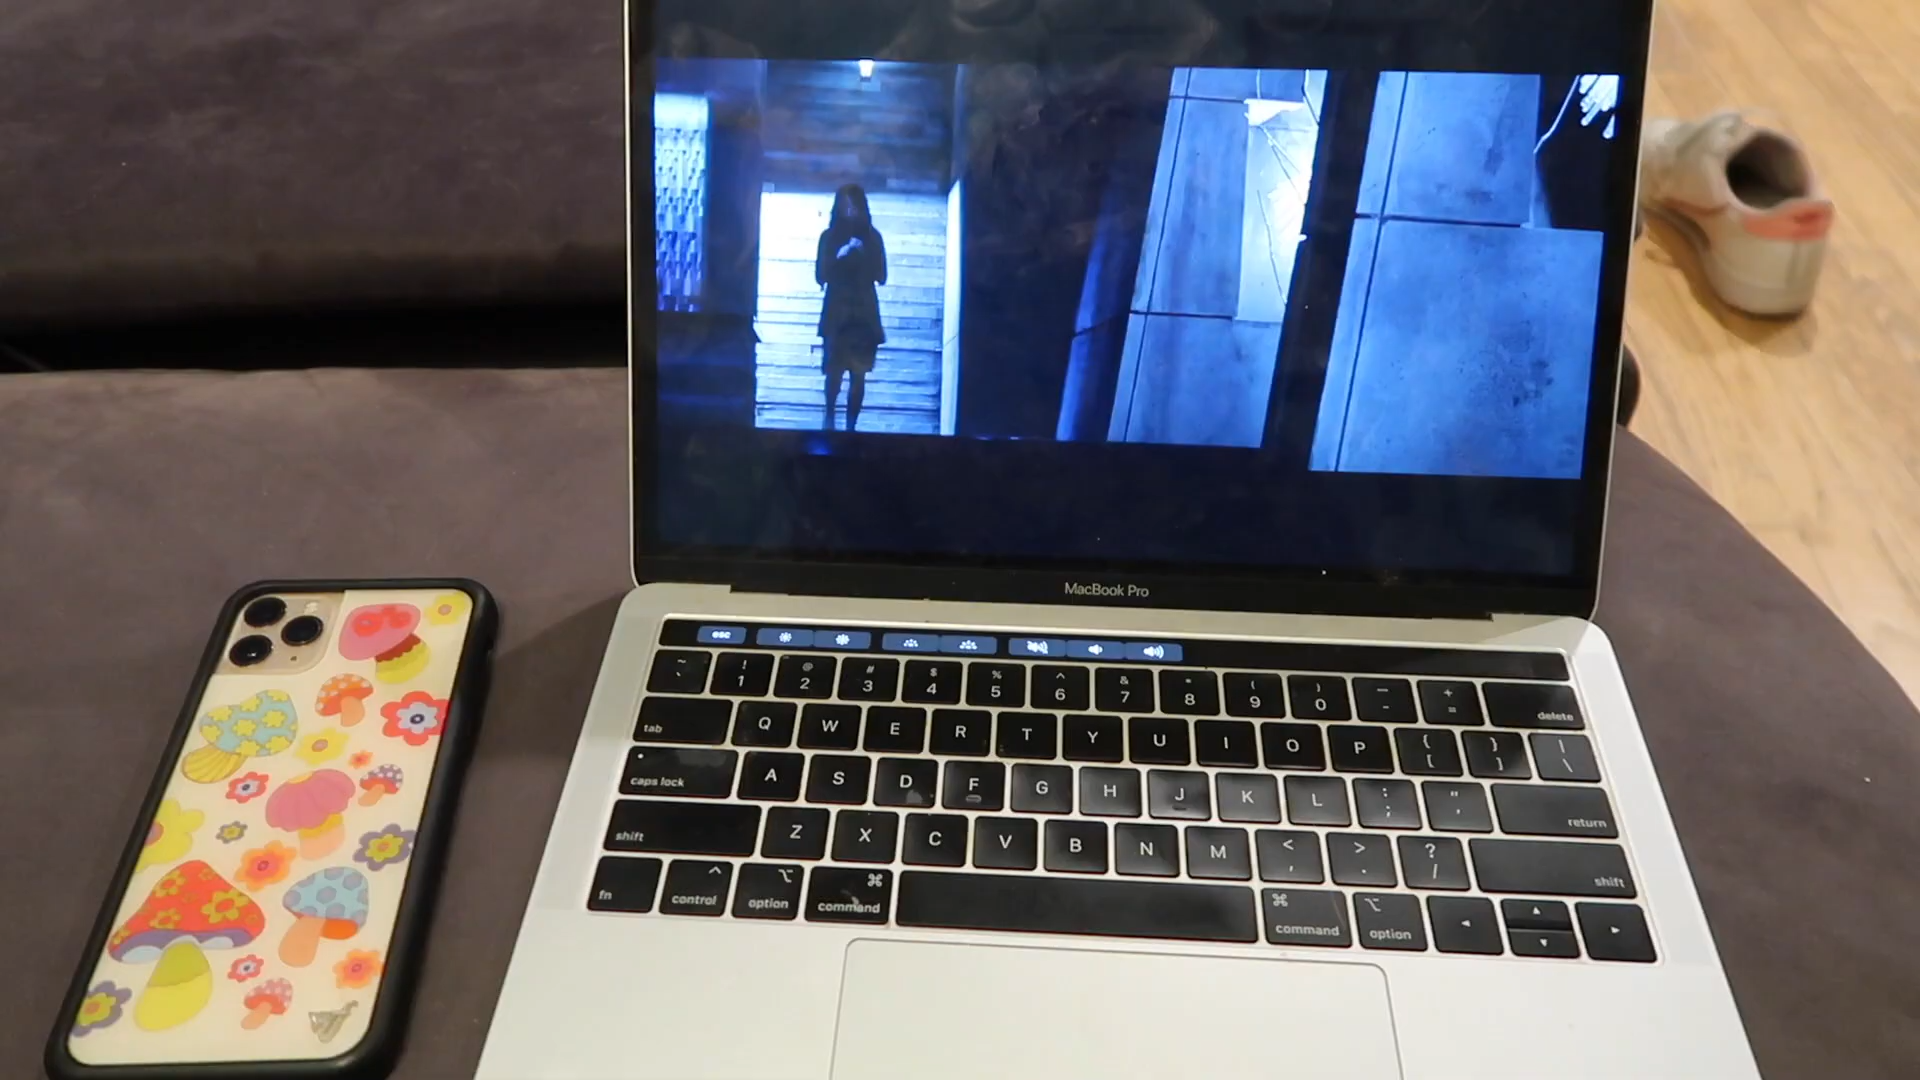 MacBook Pro
esc
~ ! @ # $ % ^ & * ( ) — +
` 1 2 3 4 5 6 7 8 9 0 - = delete
tab Q W E R T Y U I O P { [ } ] | \
caps lock A S D F G H J K L : ; " ' return
shift Z X C V B N M < , > . ? / shift
fn control option ⌘ command ⌘ command option